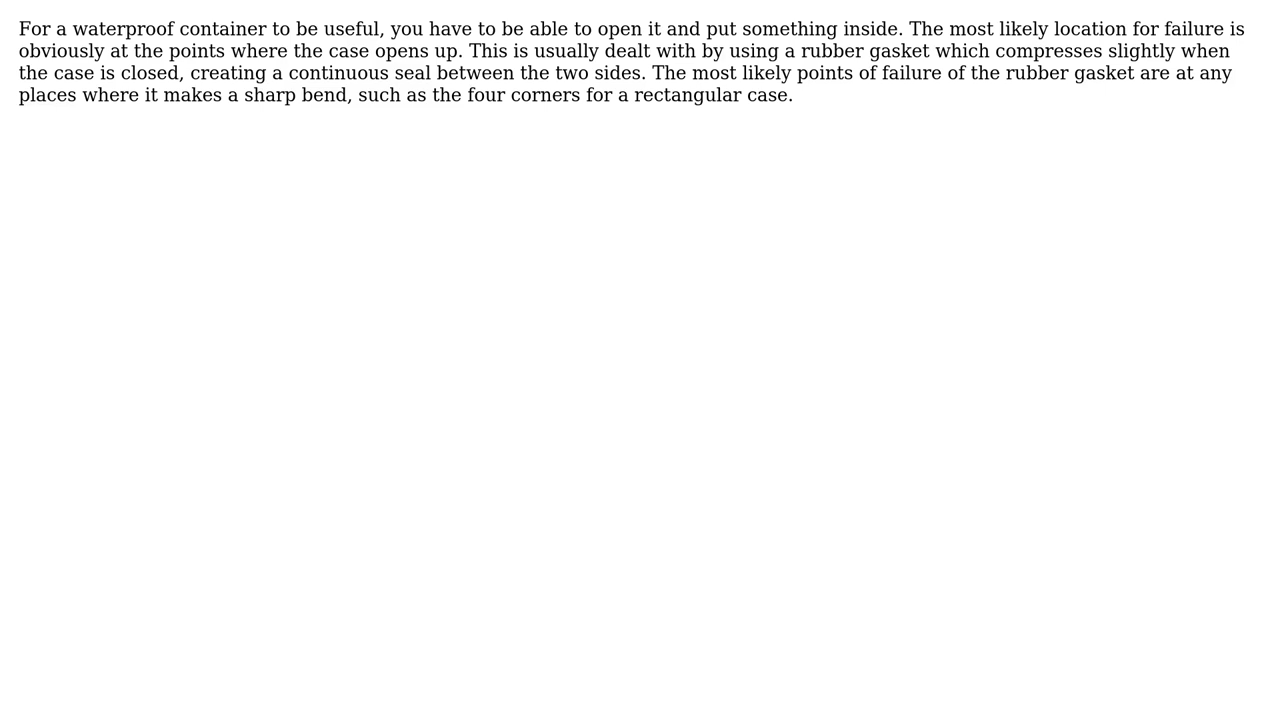 For a waterproof container to be useful, you have to be able to open it and put something inside. The most likely location for failure is
obviously at the points where the case opens up. This is usually dealt with by using a rubber gasket which compresses slightly when
the case is closed, creating a continuous seal between the two sides. The most likely points of failure of the rubber gasket are at any
places where it makes a sharp bend, such as the four corners for a rectangular case.